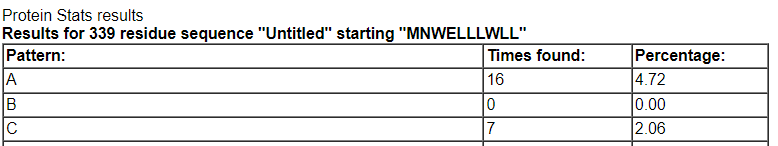 Protein Stats results
Results for 339 residue sequence "Untitled" starting "MNWELLLWLL"
Pattern: Times found: Percentage:
A 16 4.72
B 0 0.00
C 7 2.06